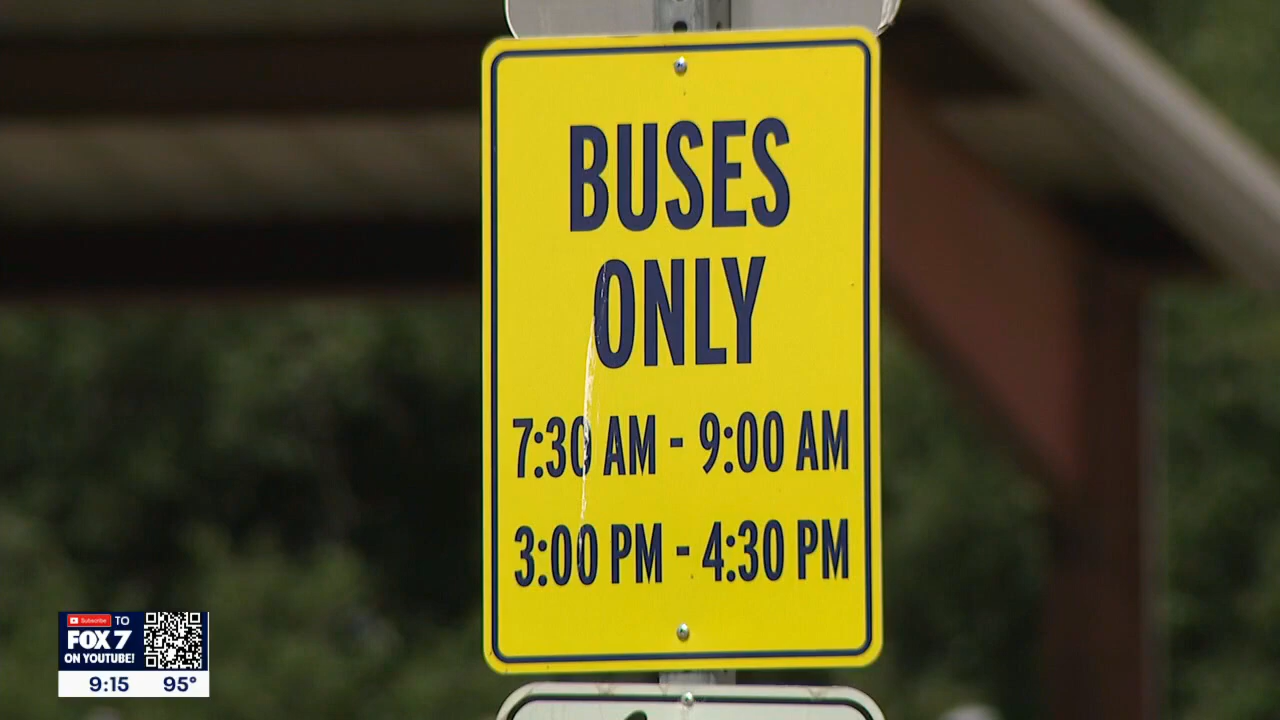 BUSES
ONLY
7:30 AM - 9:00 AM
3:00 PM - 4:30 PM
Subscribe TO
FOX 7
ON YOUTUBE!
9:15 95°